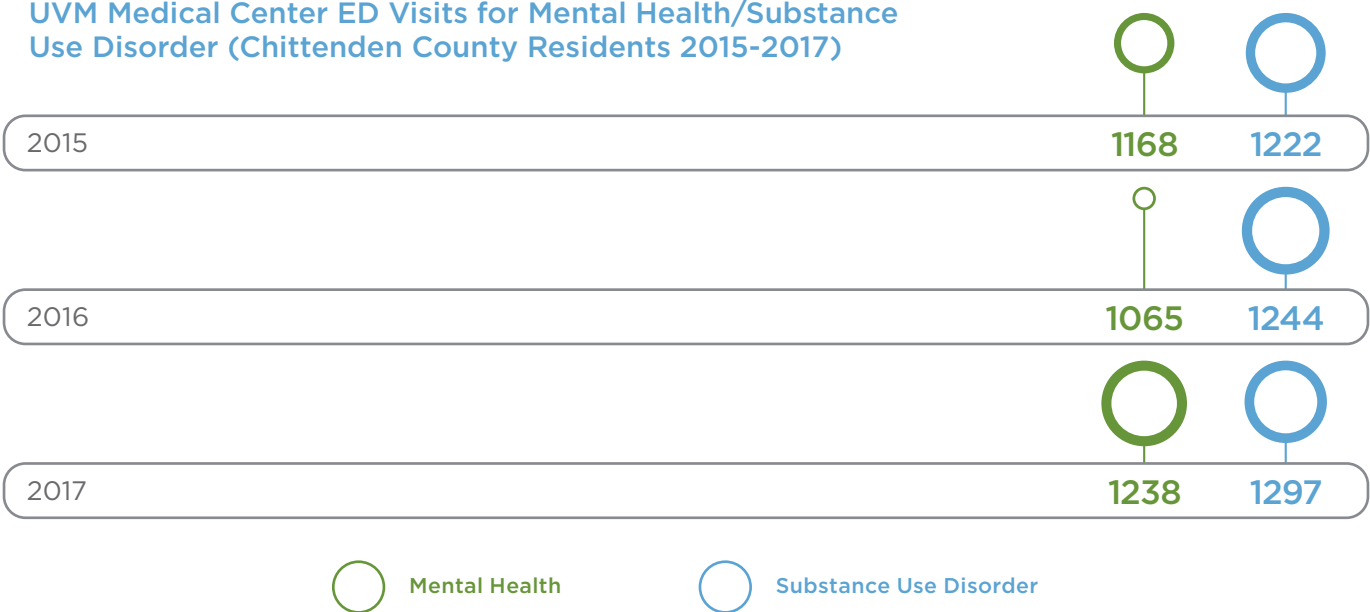 UVM Medical Center ED Visits for Mental Health/Substance
Use Disorder (Chittenden County Residents 2015-2017)
2015 1168 1222
2016 1065 1244
2017 1238 1297
Mental Health Substance Use Disorder